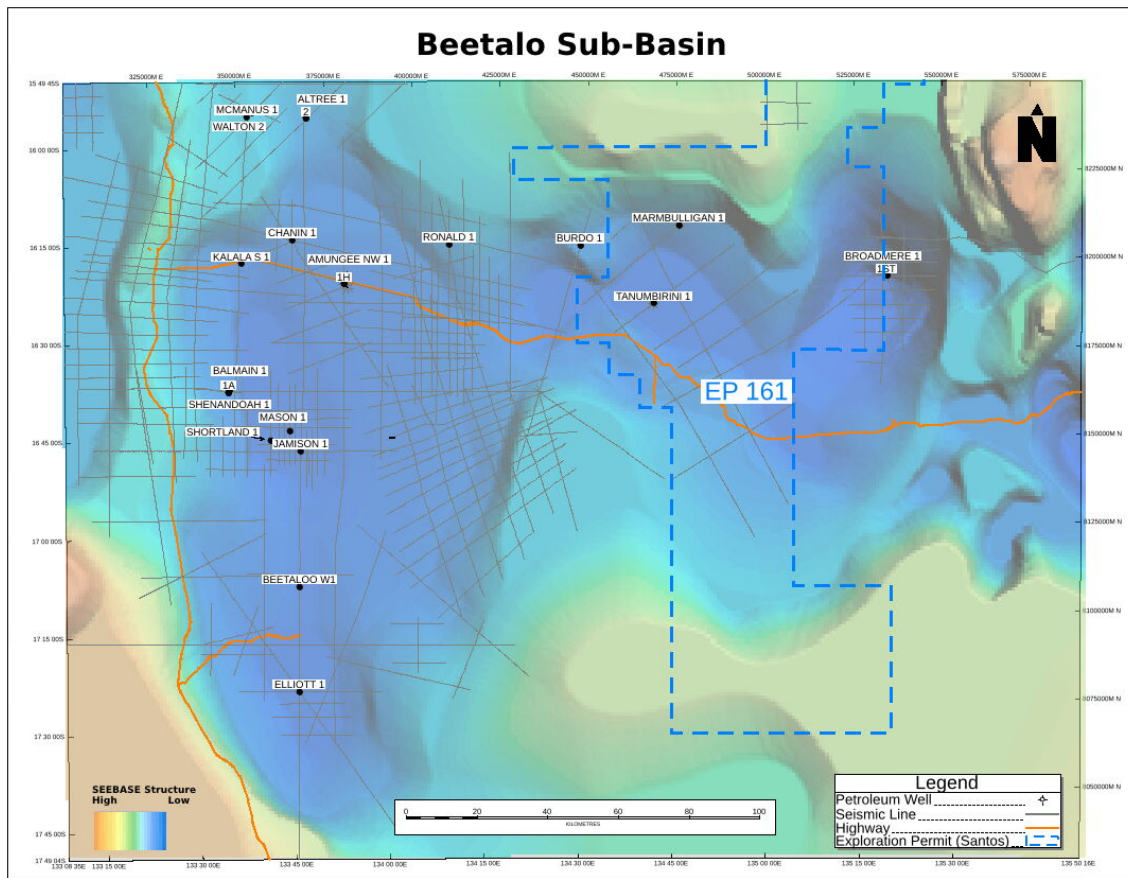 Beetalo Sub-Basin
325000M E
350000M E
375000M E
400000M E
425000M E
450000M E
475000M E
500000M E
525000M E
550000M E
575000M E
15 49 45S
16 00 00S
16 15 00S
16 30 00S
16 45 00S
17 00 00S
17 15 00S
17 30 00S
17 45 00S
17 49 04S
MCMANUS 1
WALTON 2
ALTREE 1
2
CHANIN 1
KALALA S 1
AMUNGEE NW 1
1H
RONALD 1
BURDO 1
MARMBULLIGAN 1
TANUMBIRINI 1
BROADMERE 1
1ST
BALMAIN 1
1A
SHENANDOAH 1
MASON 1
SHORTLAND 1
JAMISON 1
EP 161
BEETALOO W1
ELLIOTT 1
N
8225000M N
8200000M N
8175000M N
8150000M N
8125000M N
8100000M N
8075000M N
8050000M N
SEEBASE Structure
High Low
0 20 40 60 80 100
KILOMETRES
Legend
Petroleum Well
Seismic Line
Highway
Exploration Permit (Santos)
133 15 00E
133 30 00E
133 45 00E
134 00 00E
134 15 00E
134 30 00E
134 45 00E
135 00 00E
135 15 00E
135 30 00E